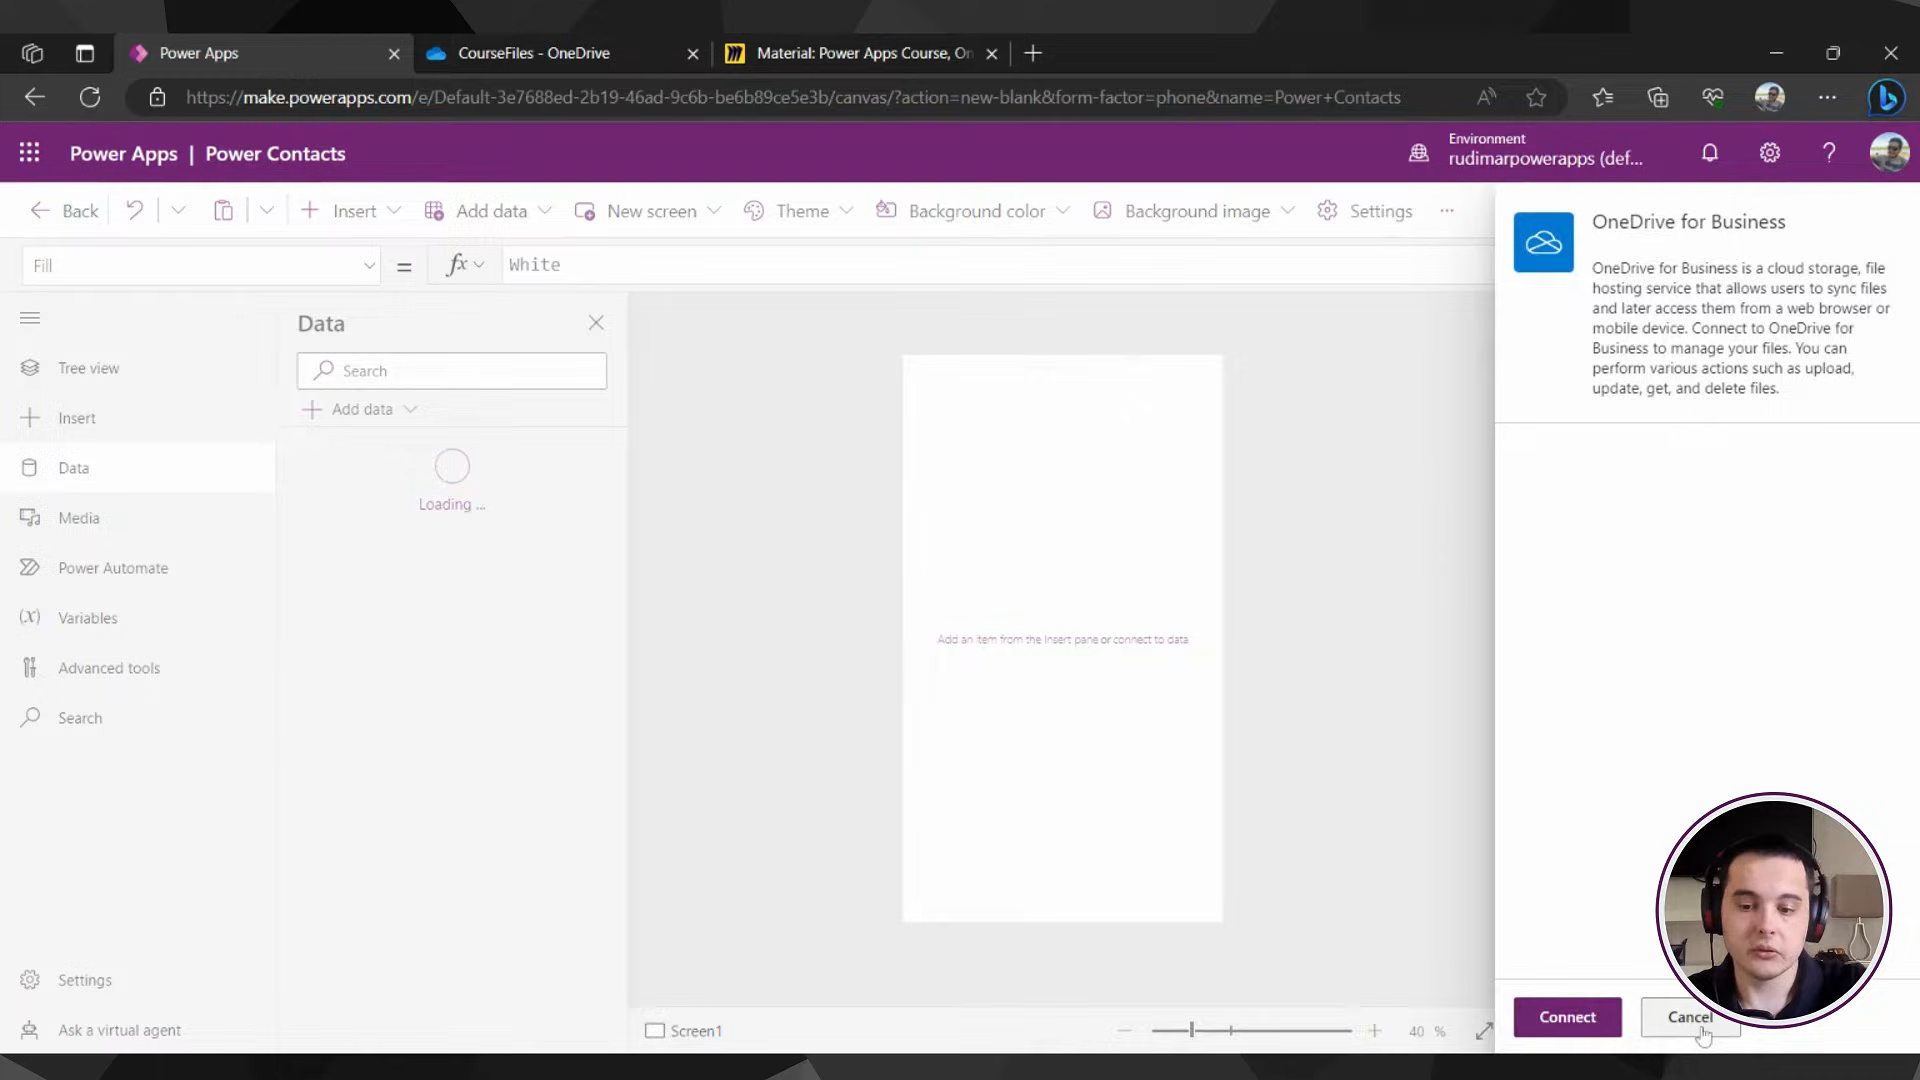 Power Apps
CourseFiles - OneDrive
Material: Power Apps Course, On
https://make.powerapps.com/e/Default-3e7688ed-2b19-46ad-9c6b-be6b89ce5e3b/canvas/?action=new-blank&form-factor=phone&name=Power+Contacts
Power Apps | Power Contacts
Environment
rudimarpowerapps (def...
Back
Insert
Add data
New screen
Theme
Background color
Background image
Settings
Fill
=
fx
White
Data
Search
Add data
Loading ...
Tree view
Insert
Data
Media
Power Automate
Variables
Advanced tools
Search
Settings
Ask a virtual agent
Add an item from the Insert pane or connect to data
Screen1
40 %
OneDrive for Business
OneDrive for Business is a cloud storage, file
hosting service that allows users to sync files
and later access them from a web browser or
mobile device. Connect to OneDrive for
Business to manage your files. You can
perform various actions such as upload,
update, get, and delete files.
Connect
Cancel